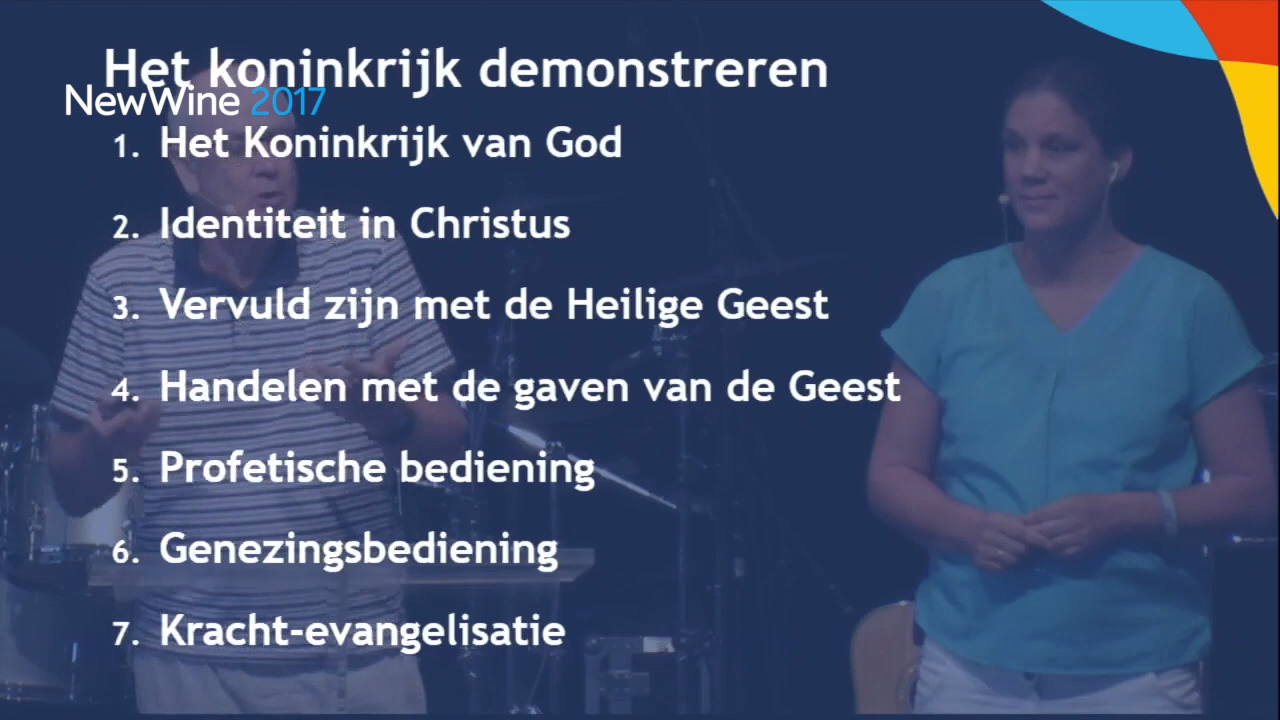 Het koninkrijk demonstreren
NewWine 2017
1. Het Koninkrijk van God
2. Identiteit in Christus
3. Vervuld zijn met de Heilige Geest
4. Handelen met de gaven van de Geest
5. Profetische bediening
6. Genezingsbediening
7. Kracht-evangelisatie